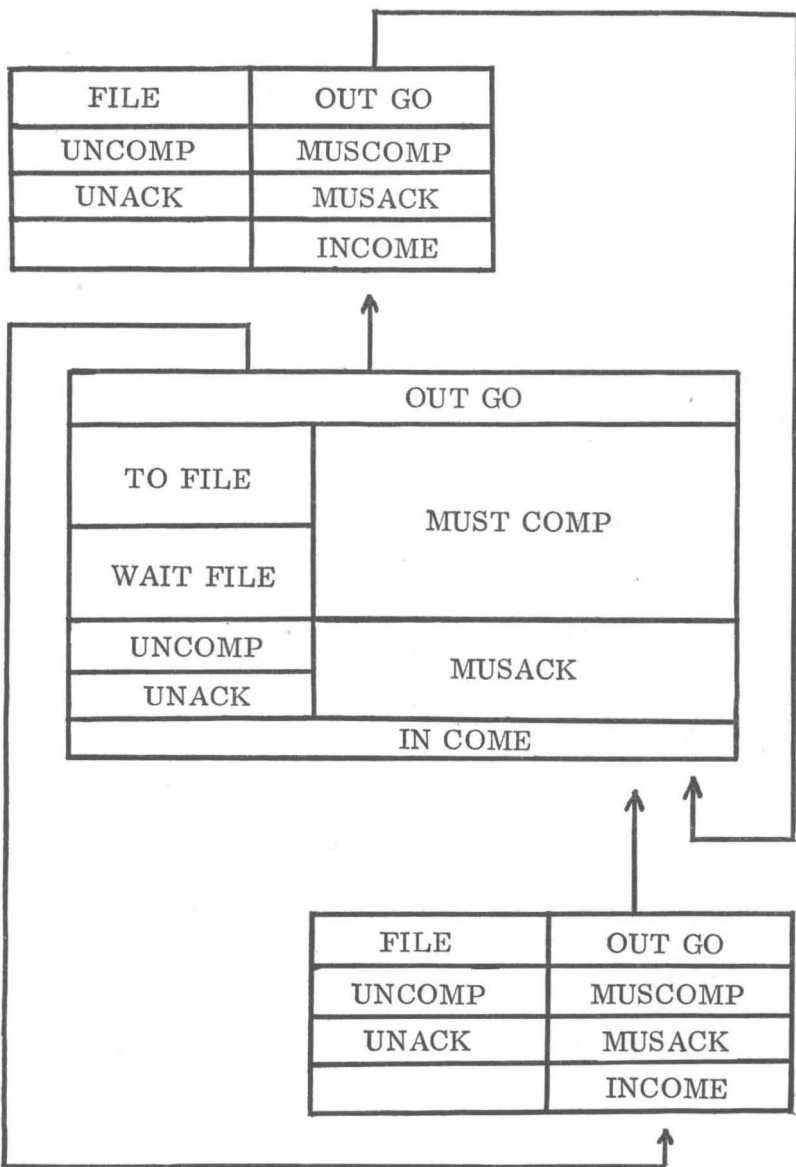 FILE OUT GO
UNCOMP MUSCOMP
UNACK MUSACK
INCOME
OUT GO
TO FILE
MUST COMP
WAIT FILE
UNCOMP
MUSACK
UNACK
IN COME
FILE OUT GO
UNCOMP MUSCOMP
UNACK MUSACK
INCOME